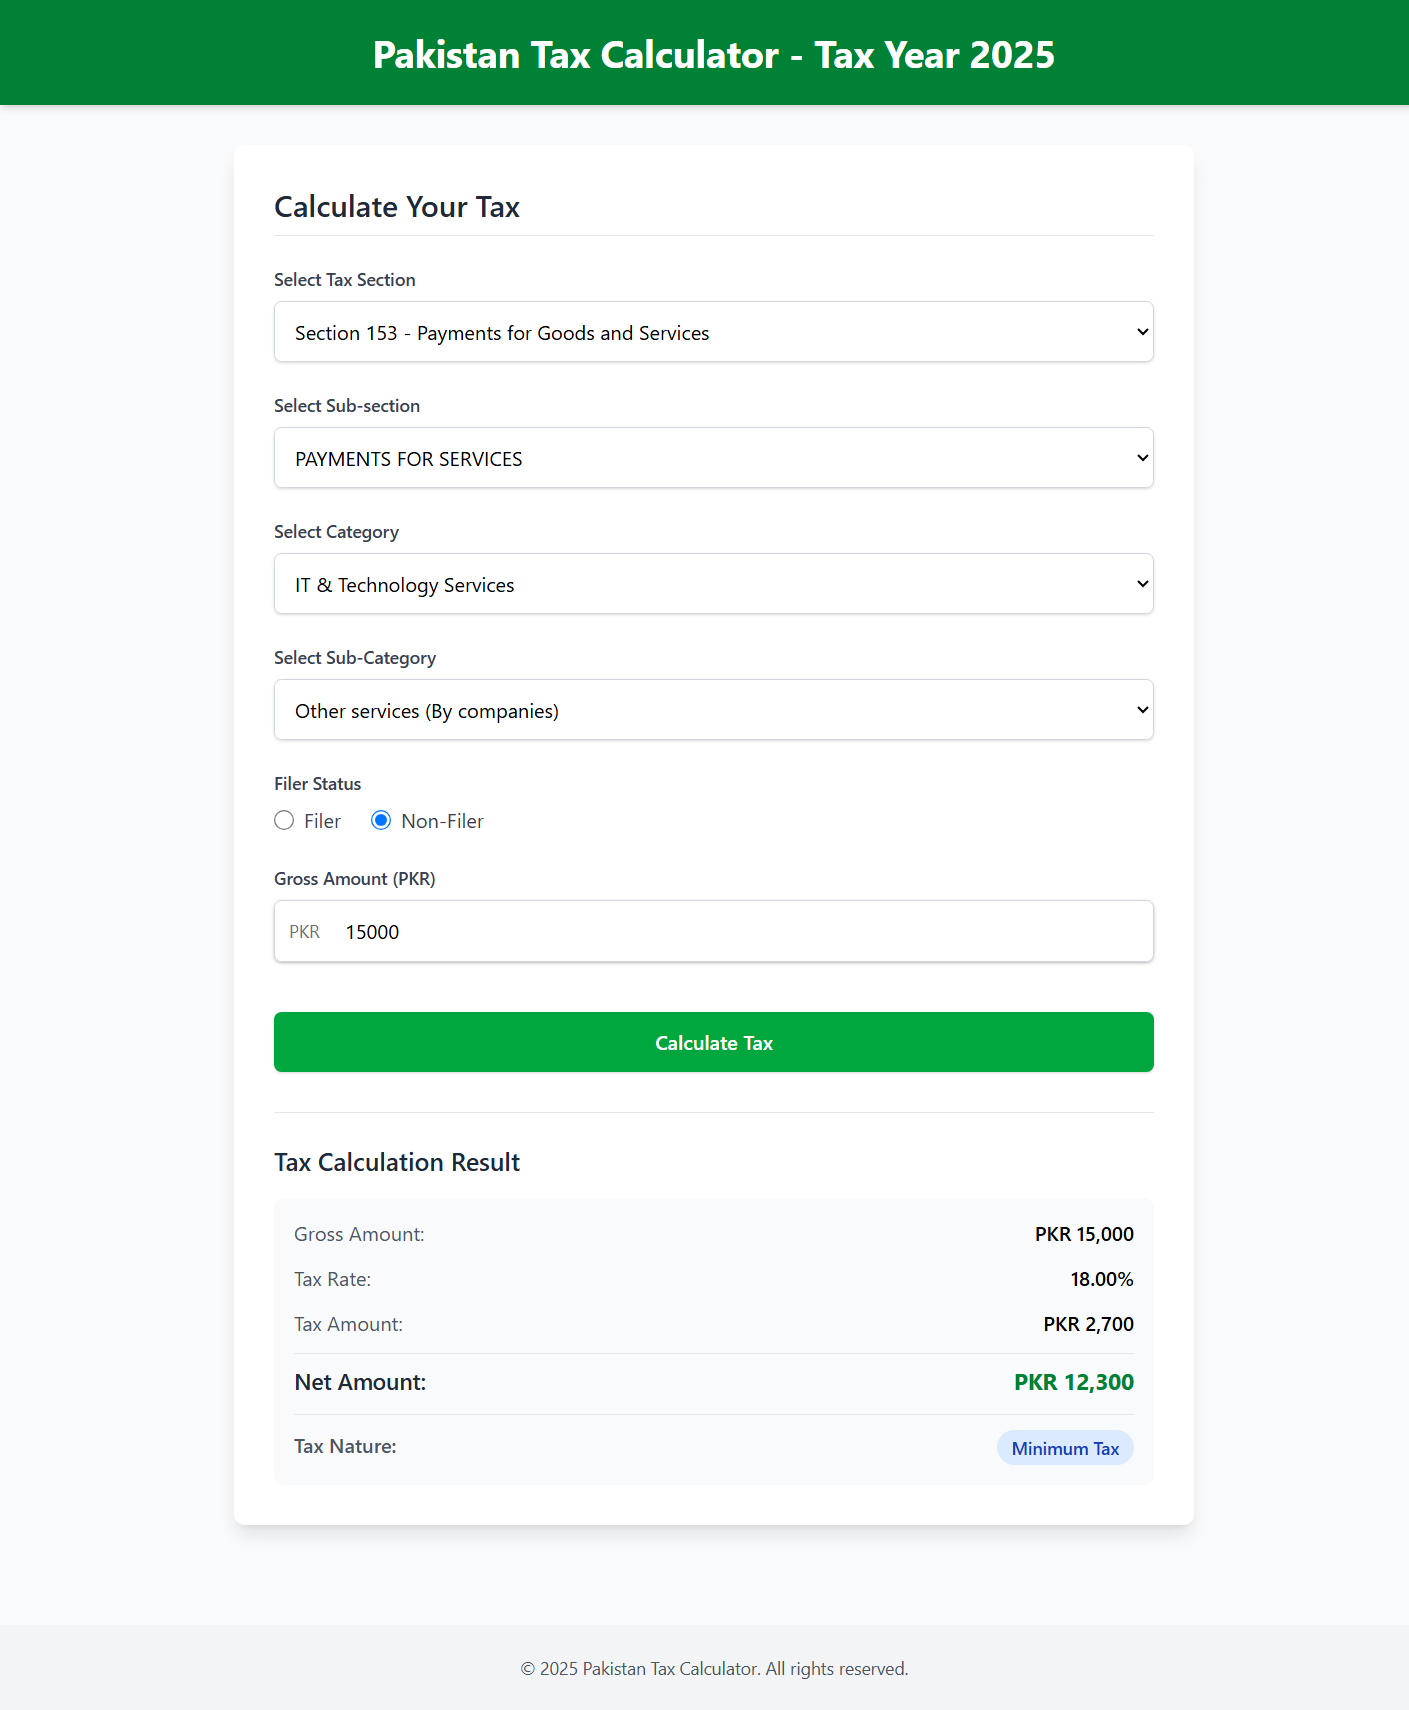 Pakistan Tax Calculator - Tax Year 2025
Calculate Your Tax
Select Tax Section
Section 153 - Payments for Goods and Services
Select Sub-section
PAYMENTS FOR SERVICES
Select Category
IT & Technology Services
Select Sub-Category
Other services (By companies)
Filer Status
Filer Non-Filer
Gross Amount (PKR)
PKR 15000
Calculate Tax
Tax Calculation Result
Gross Amount: PKR 15,000
Tax Rate: 18.00%
Tax Amount: PKR 2,700
Net Amount: PKR 12,300
Tax Nature: Minimum Tax
© 2025 Pakistan Tax Calculator. All rights reserved.